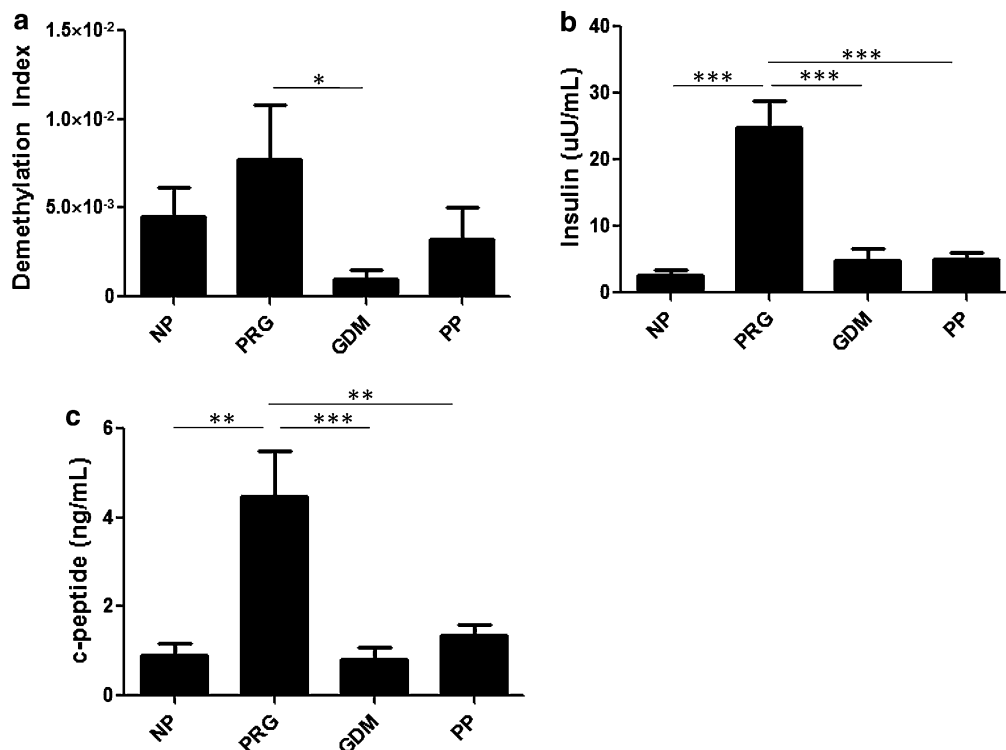 a
Demethylation Index
1.5×10⁻²
1.0×10⁻²
5.0×10⁻³
0
*
NP
PRG
GDM
PP
b
Insulin (uU/mL)
40
30
20
10
0
***
***
***
NP
PRG
GDM
PP
c
c-peptide (ng/mL)
6
4
2
0
**
**
***
NP
PRG
GDM
PP